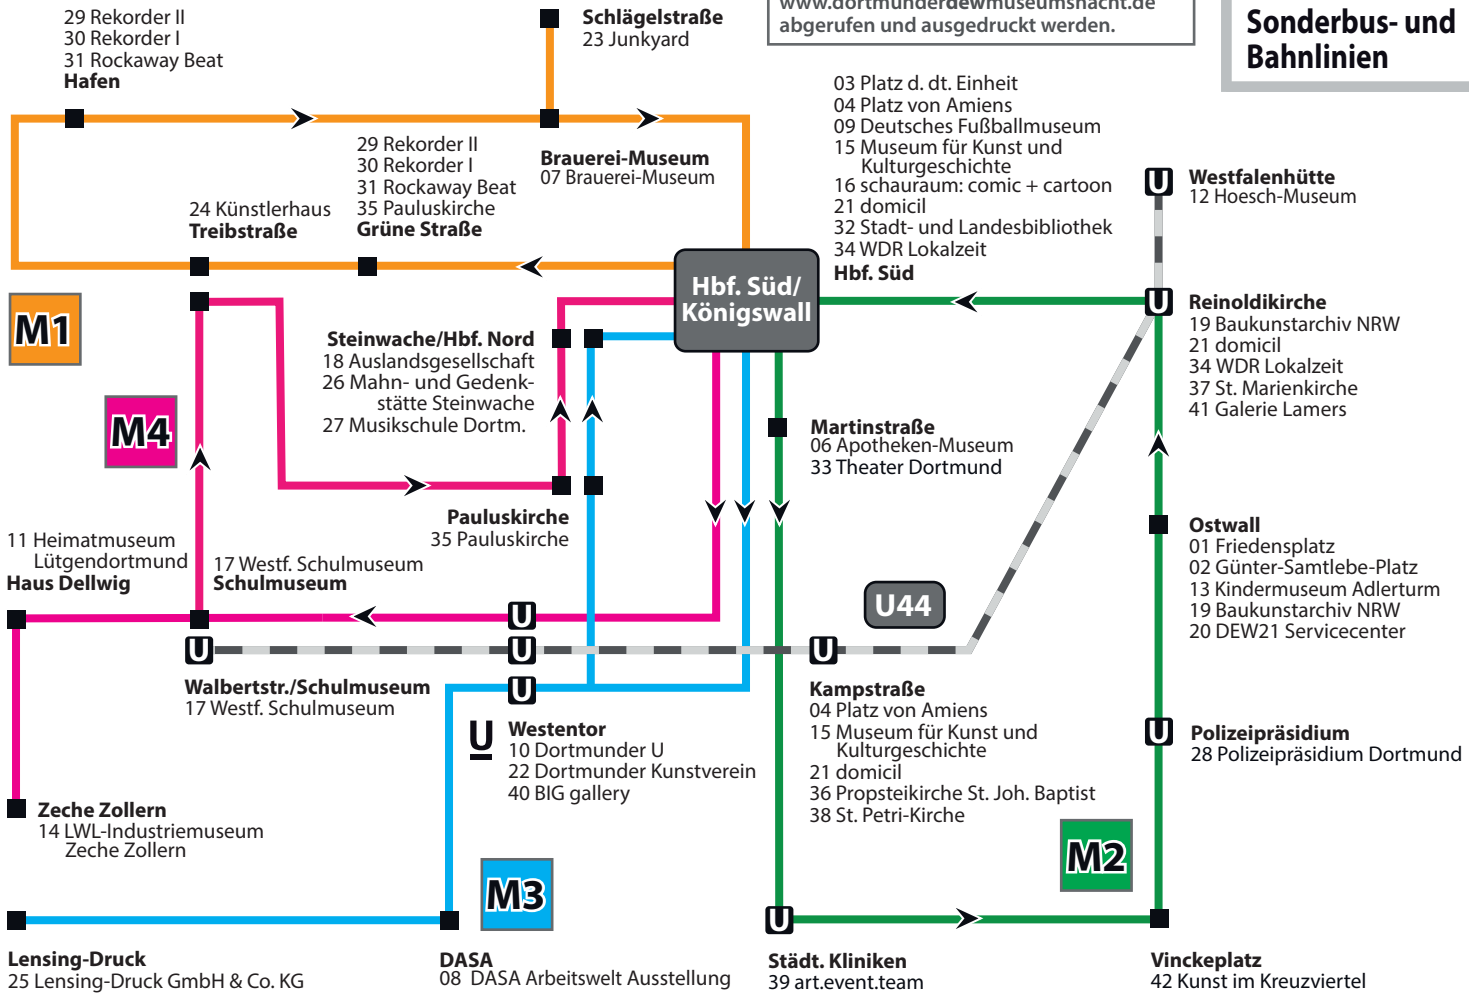 29 Rekorder II
30 Rekorder I
31 Rockaway Beat
Hafen
Schlägelstraße
23 Junkyard
www.dortmunderdewmuseumsnacht.de
abgerufen und ausgedruckt werden.
Sonderbus- und
Bahnlinien
29 Rekorder II
30 Rekorder I
31 Rockaway Beat
35 Pauluskirche
Grüne Straße
Brauerei-Museum
07 Brauerei-Museum
24 Künstlerhaus
Treibstraße
03 Platz d. dt. Einheit
04 Platz von Amiens
09 Deutsches Fußballmuseum
15 Museum für Kunst und
Kulturgeschichte
16 schauraum: comic + cartoon
21 domicil
32 Stadt- und Landesbibliothek
34 WDR Lokalzeit
Hbf. Süd
U
Westfalenhütte
12 Hoesch-Museum
Hbf. Süd/
Königswall
M1
U
Reinoldikirche
19 Baukunstarchiv NRW
21 domicil
34 WDR Lokalzeit
37 St. Marienkirche
41 Galerie Lamers
Steinwache/Hbf. Nord
18 Auslandsgesellschaft
26 Mahn- und Gedenk-
stätte Steinwache
27 Musikschule Dortm.
M4
Martinstraße
06 Apotheken-Museum
33 Theater Dortmund
Pauluskirche
35 Pauluskirche
11 Heimatmuseum
Lütgendortmund
Haus Dellwig
17 Westf. Schulmuseum
Schulmuseum
Ostwall
01 Friedensplatz
02 Günter-Samtlebe-Platz
13 Kindermuseum Adlerturm
19 Baukunstarchiv NRW
20 DEW21 Servicecenter
U44
U
U
U
U
U
Walbertstr./Schulmuseum
17 Westf. Schulmuseum
U
Westentor
10 Dortmunder U
22 Dortmunder Kunstverein
40 BIG gallery
Kampstraße
04 Platz von Amiens
15 Museum für Kunst und
Kulturgeschichte
21 domicil
36 Propsteikirche St. Joh. Baptist
38 St. Petri-Kirche
U
Polizeipräsidium
28 Polizeipräsidium Dortmund
Zeche Zollern
14 LWL-Industriemuseum
Zeche Zollern
M3
M2
U
Lensing-Druck
25 Lensing-Druck GmbH & Co. KG
DASA
08 DASA Arbeitswelt Ausstellung
Städt. Kliniken
39 art.event.team
Vinckeplatz
42 Kunst im Kreuzviertel